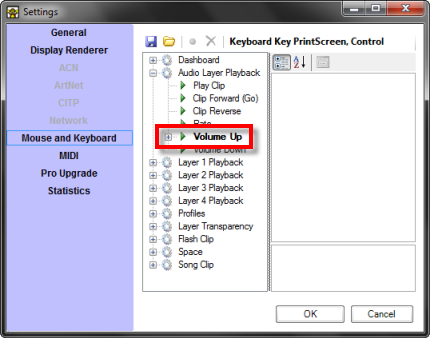 Settings
General
Display Renderer
ACN
ArtNet
CITP
Network
Mouse and Keyboard
MIDI
Pro Upgrade
Statistics
Keyboard Key PrintScreen, Control
Dashboard
Audio Layer Playback
Play Clip
Clip Forward (Go)
Clip Reverse
Rate
Volume Up
Volume Down
Layer 1 Playback
Layer 2 Playback
Layer 3 Playback
Layer 4 Playback
Profiles
Layer Transparency
Flash Clip
Space
Song Clip
OK
Cancel